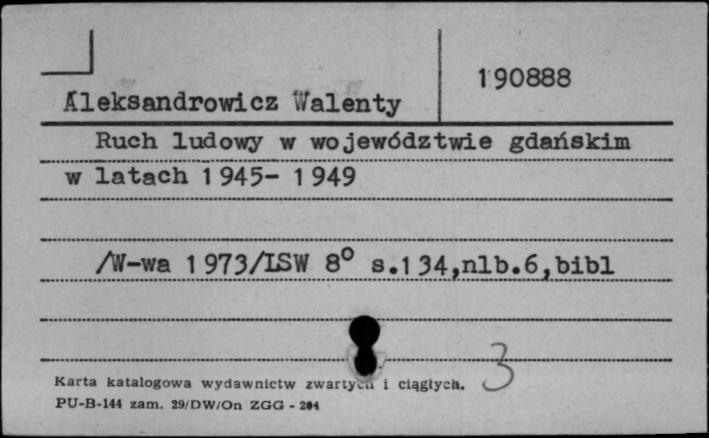 190888
Aleksandrowicz Walenty
Ruch ludowy w województwie gdańskim
w latach 1945- 1949
/W-wa 1973/LSW 8° s.134,nlb.6,bibl
3
Karta katalogowa wydawnictw zwartych i ciągłych.
PU-B-144 zam. 29/DW/On ZGG - 204